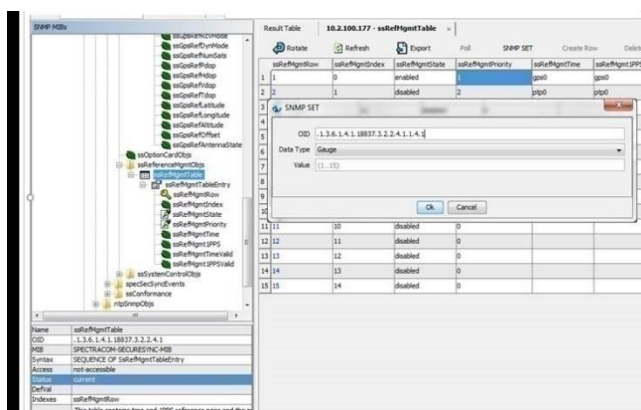 SNMP MIBs
ssGpsRefDynMode
ssGpsRefNumSats
ssGpsRefPdop
ssGpsRefHdop
ssGpsRefVdop
ssGpsRefTdop
ssGpsRefLatitude
ssGpsRefLongitude
ssGpsRefAltitude
ssGpsRefOffset
ssGpsRefAntennaState
ssOptionCardObjs
ssReferenceMgmtObjs
ssRefMgmtTable
ssRefMgmtTableEntry
ssRefMgmtRow
ssRefMgmtIndex
ssRefMgmtState
ssRefMgmtPriority
ssRefMgmtTime
ssRefMgmt1PPS
ssRefMgmtTimeValid
ssRefMgmt1PPSValid
ssSystemControlObjs
specSecSyncEvents
ssConformance
ntpSnmpObjs
Name ssRefMgmtTable
OID .1.3.6.1.4.1.18837.3.2.2.4.1
MIB SPECTRACOM-SECURESYNC-MIB
Syntax SEQUENCE OF SsRefMgmtTableEntry
Access not-accessible
Status current
DefVal
Indexes ssRefMgmtRow
Result Table 10.2.100.177 - ssRefMgmtTable
Rotate Refresh Export Poll SNMP SET Create Row Delet
ssRefMgmtRow ssRefMgmtIndex ssRefMgmtState ssRefMgmtPriority ssRefMgmtTime ssRefMgmt1PPS
1 1 0 enabled 1 gps0 gps0
2 2 1 disabled 2 ptp0 ptp0
3
SNMP SET
OID .1.3.6.1.4.1.18837.3.2.2.4.1.1.4.1
Data Type Gauge
Value (1..15)
Ok Cancel
11 11 10 disabled 0
12 12 11 disabled 0
13 13 12 disabled 0
14 14 13 disabled 0
15 15 14 disabled 0